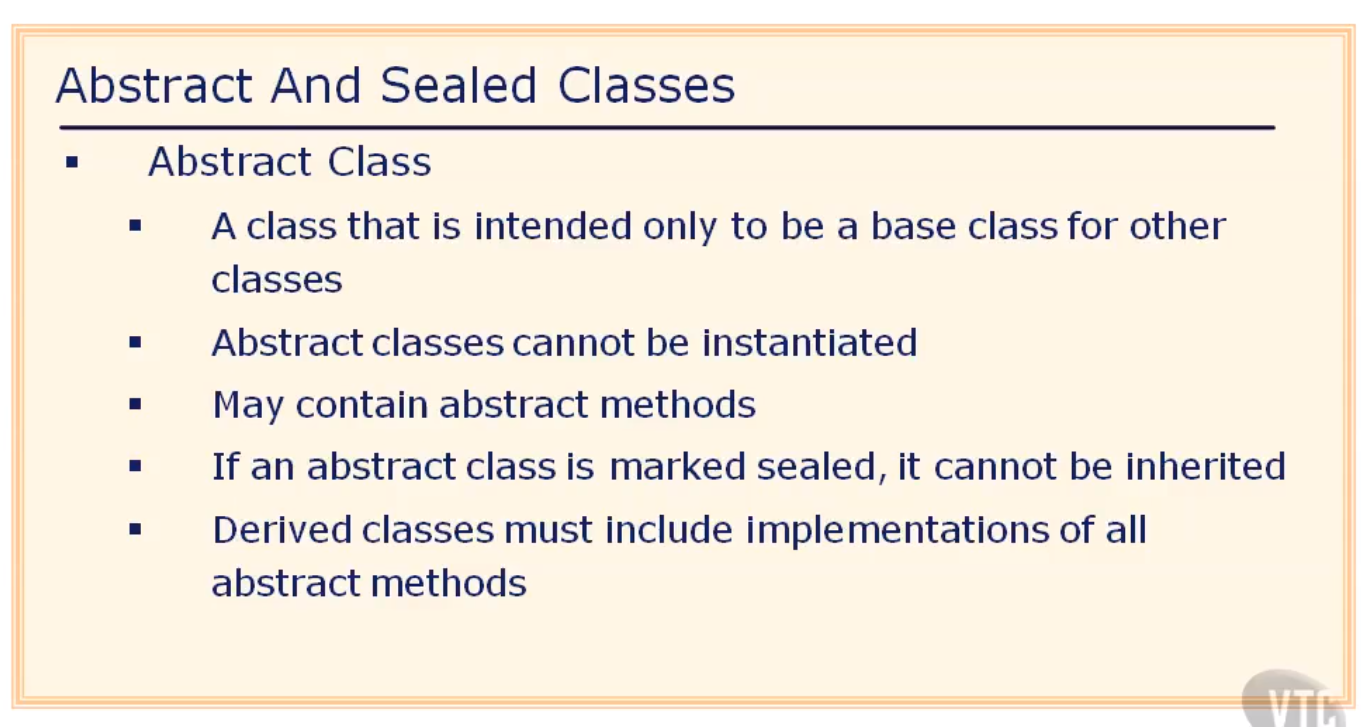 Abstract And Sealed Classes
Abstract Class
A class that is intended only to be a base class for other
classes
Abstract classes cannot be instantiated
May contain abstract methods
If an abstract class is marked sealed, it cannot be inherited
Derived classes must include implementations of all
abstract methods
VTC